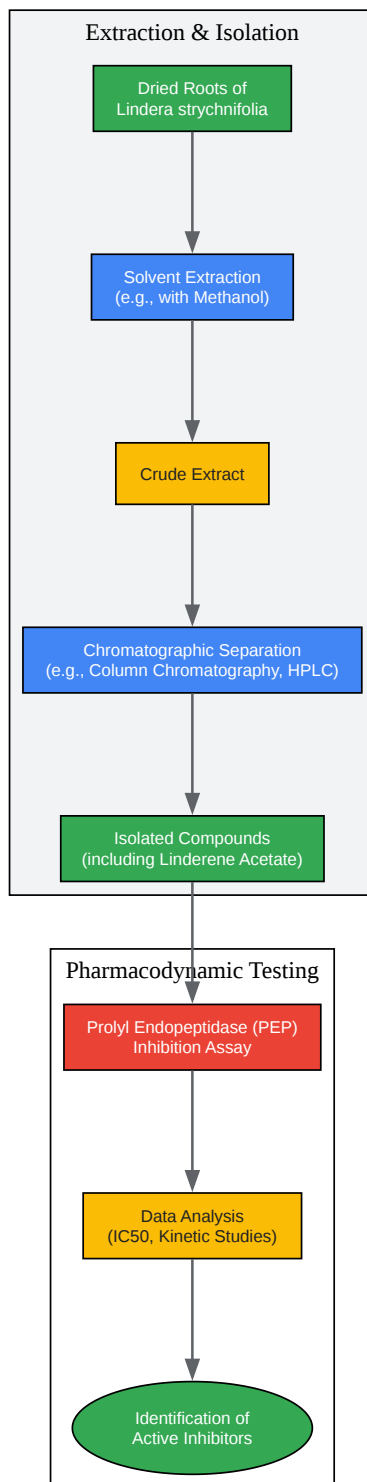 Extraction & Isolation
Dried Roots of
Lindera strychnifolia
Solvent Extraction
(e.g., with Methanol)
Crude Extract
Chromatographic Separation
(e.g., Column Chromatography, HPLC)
Isolated Compounds
(including Linderene Acetate)
Pharmacodynamic Testing
Prolyl Endopeptidase (PEP)
Inhibition Assay
Data Analysis
(IC50, Kinetic Studies)
Identification of
Active Inhibitors